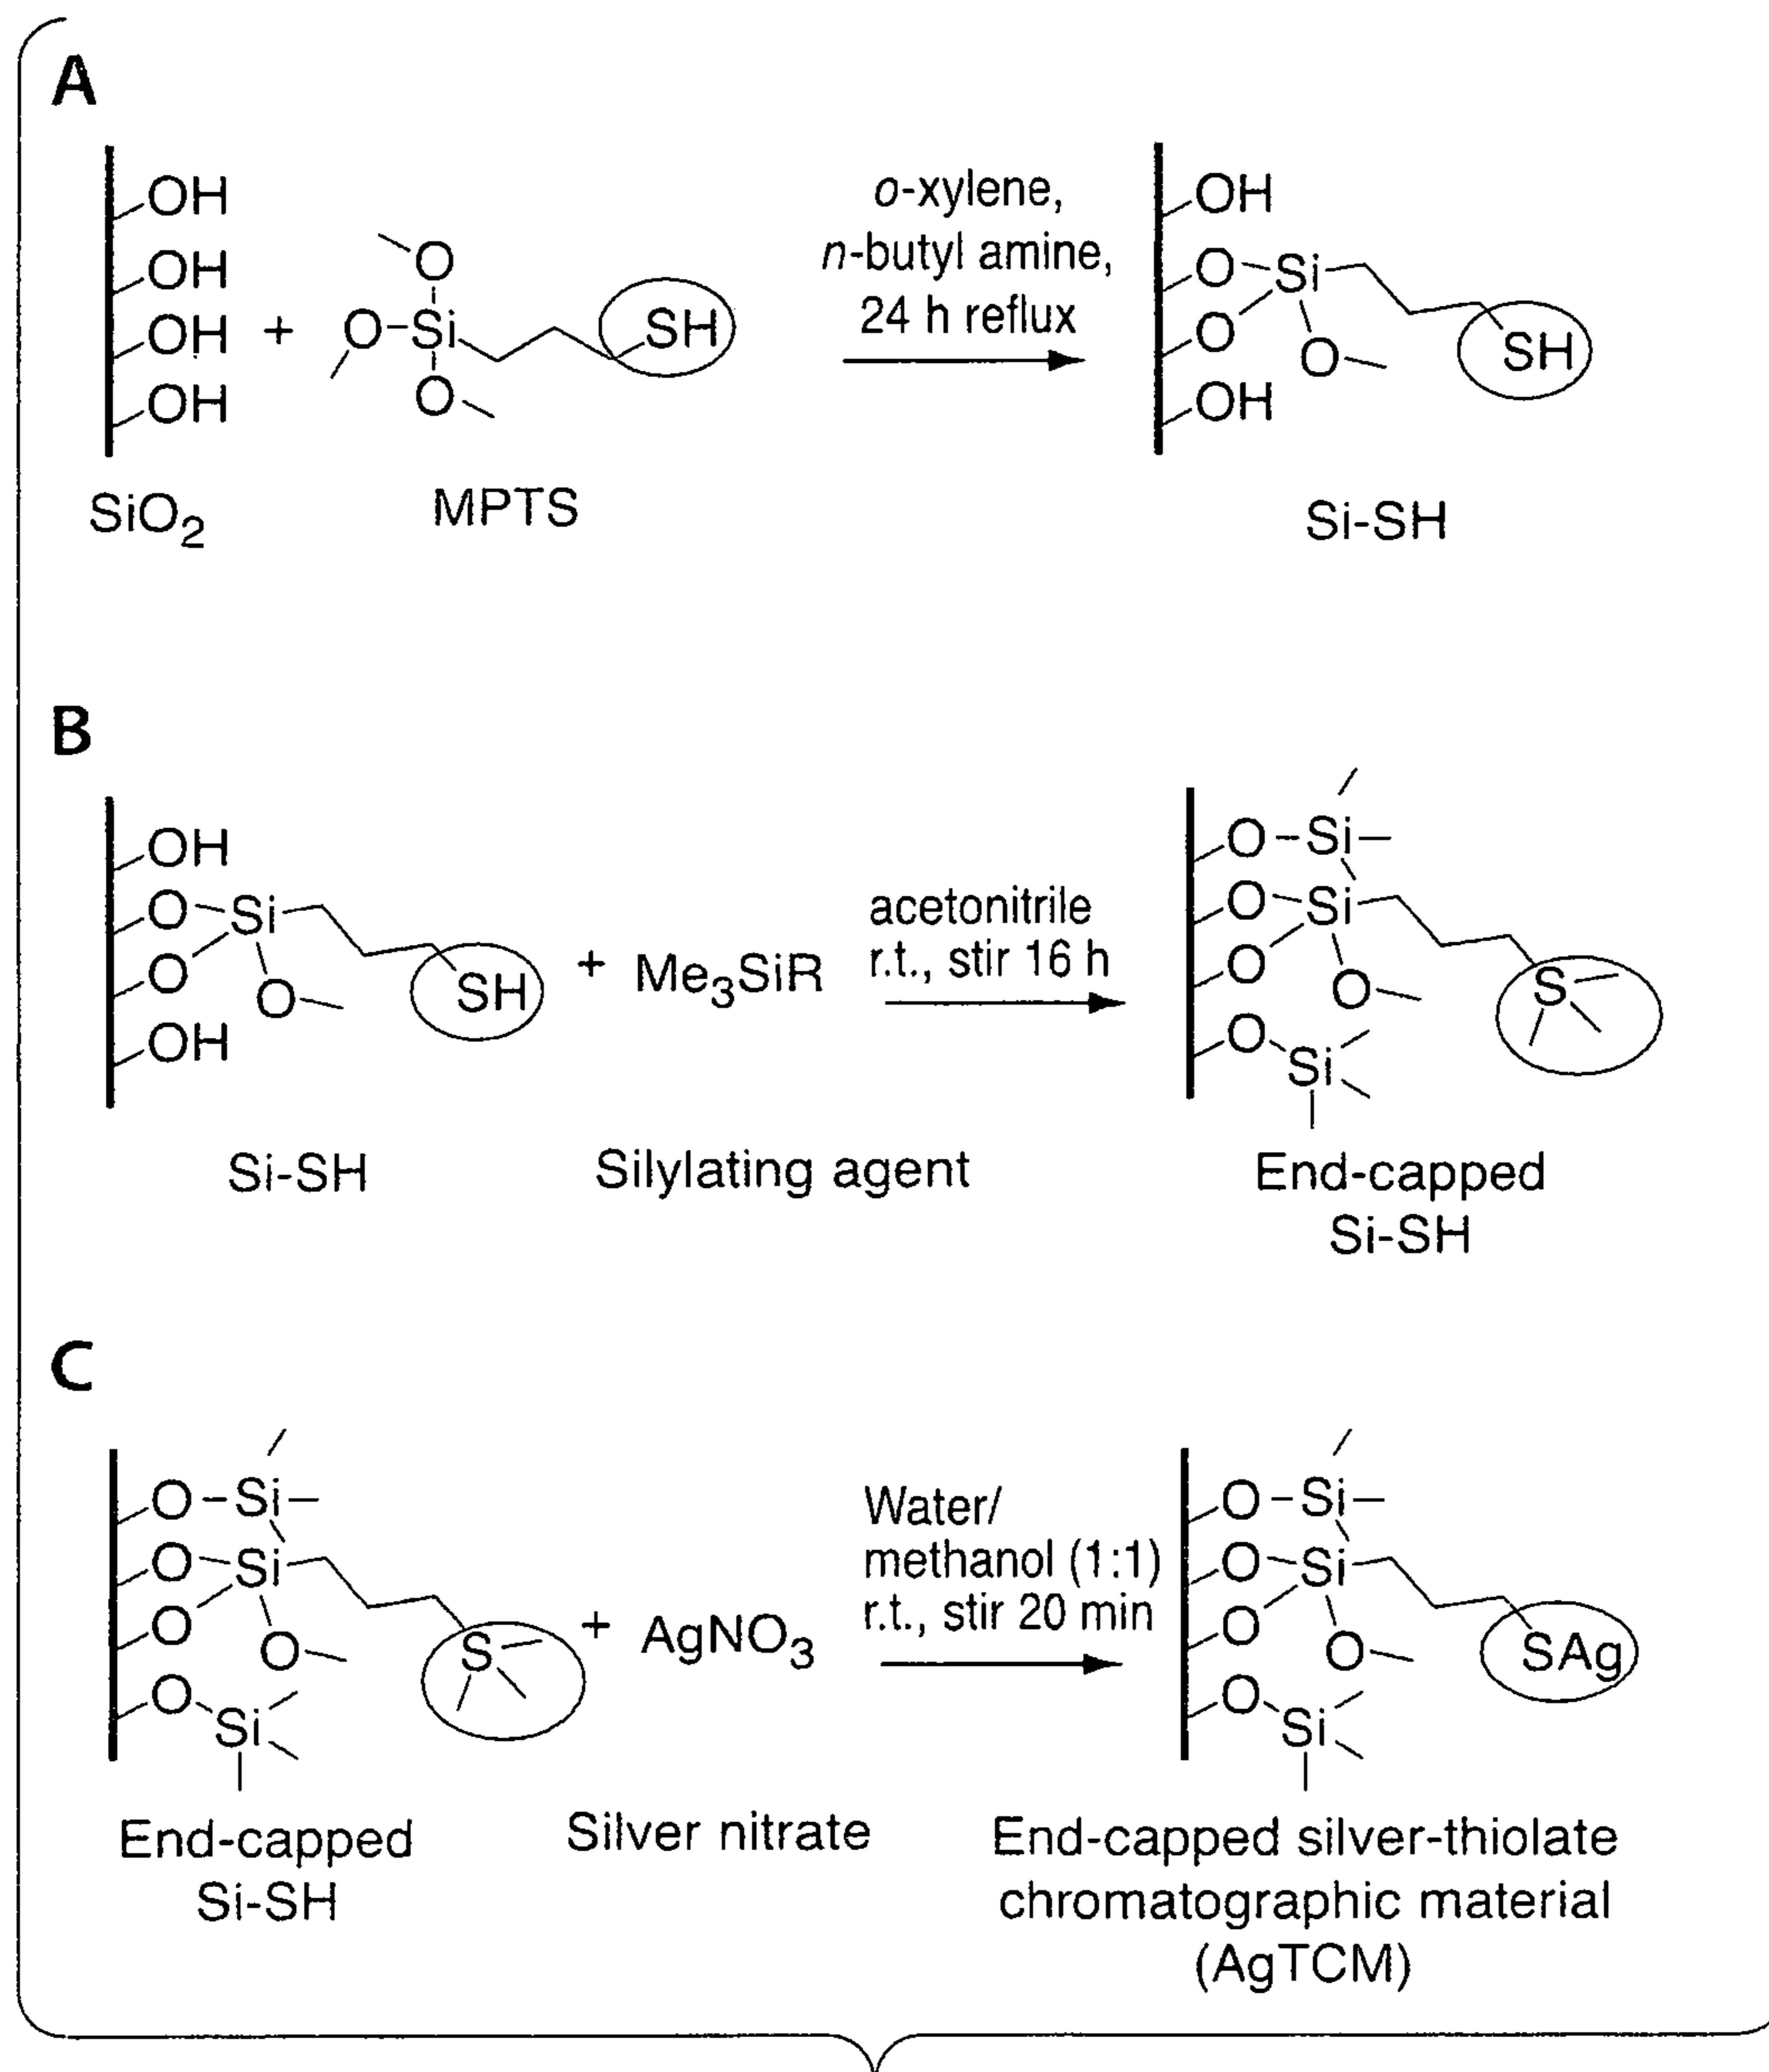 A
OH
OH
OH
OH
+
O
O-Si
O
SH
o-xylene,
n-butyl amine,
24 h reflux
OH
O-Si
O
O
SH
OH
SiO2
MPTS
Si-SH
B
OH
O-Si
O
O
SH
OH
+
Me3SiR
acetonitrile
r.t., stir 16 h
O-Si
O-Si
O
O
S
O
Si
Si-SH
Silylating agent
End-capped
Si-SH
C
O-Si
O-Si
O
O
S
O
Si
+
AgNO3
Water/
methanol (1:1)
r.t., stir 20 min
O-Si
O-Si
O
O
SAg
O
Si
End-capped
Si-SH
Silver nitrate
End-capped silver-thiolate
chromatographic material
(AgTCM)